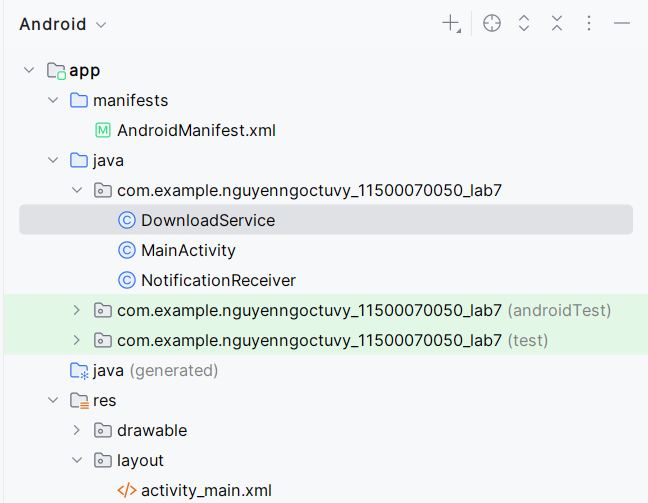 Android
app
manifests
AndroidManifest.xml
java
com.example.nguyenngoctuvy_11500070050_lab7
DownloadService
MainActivity
NotificationReceiver
com.example.nguyenngoctuvy_11500070050_lab7 (androidTest)
com.example.nguyenngoctuvy_11500070050_lab7 (test)
java (generated)
res
drawable
layout
activity_main.xml